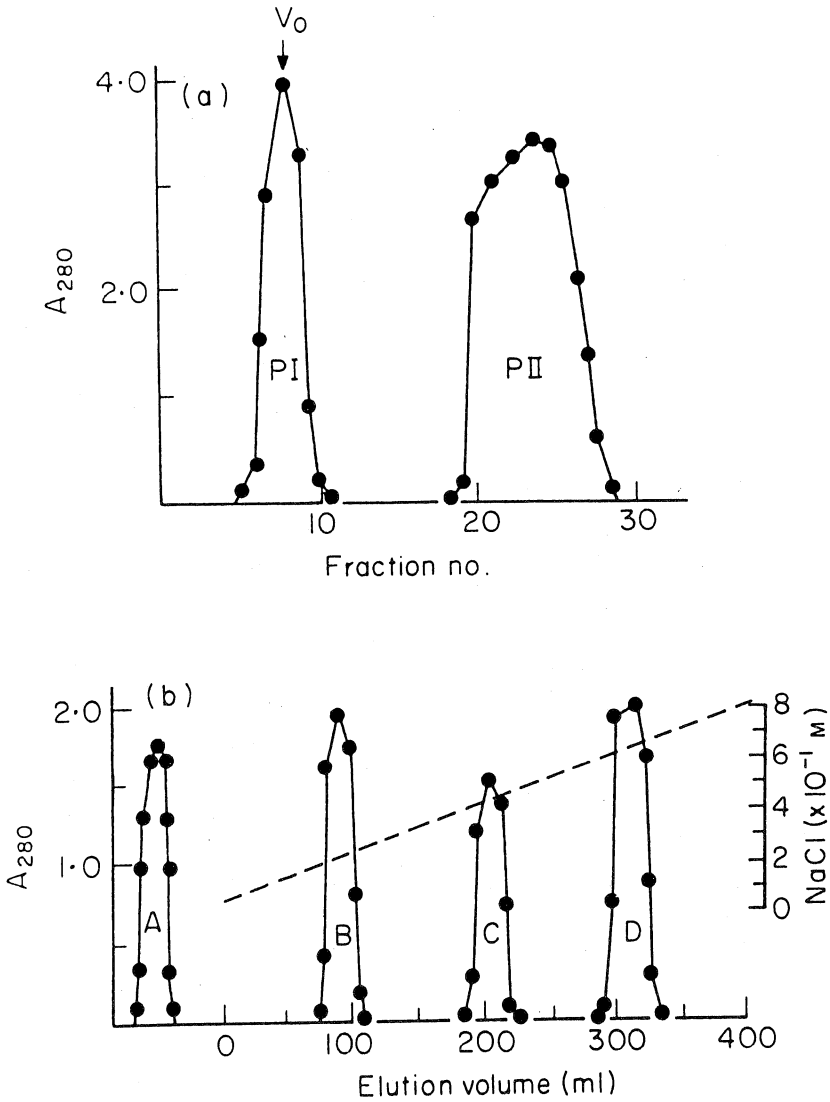 V₀
4·0
(a)
A₂₈₀
2·0
PI
PII
10
20
30
Fraction no.
(b)
2·0
A₂₈₀
1·0
A
B
C
D
8
6
4
2
0
NaCl (x 10⁻¹ M)
0
100
200
300
400
Elution volume (ml)